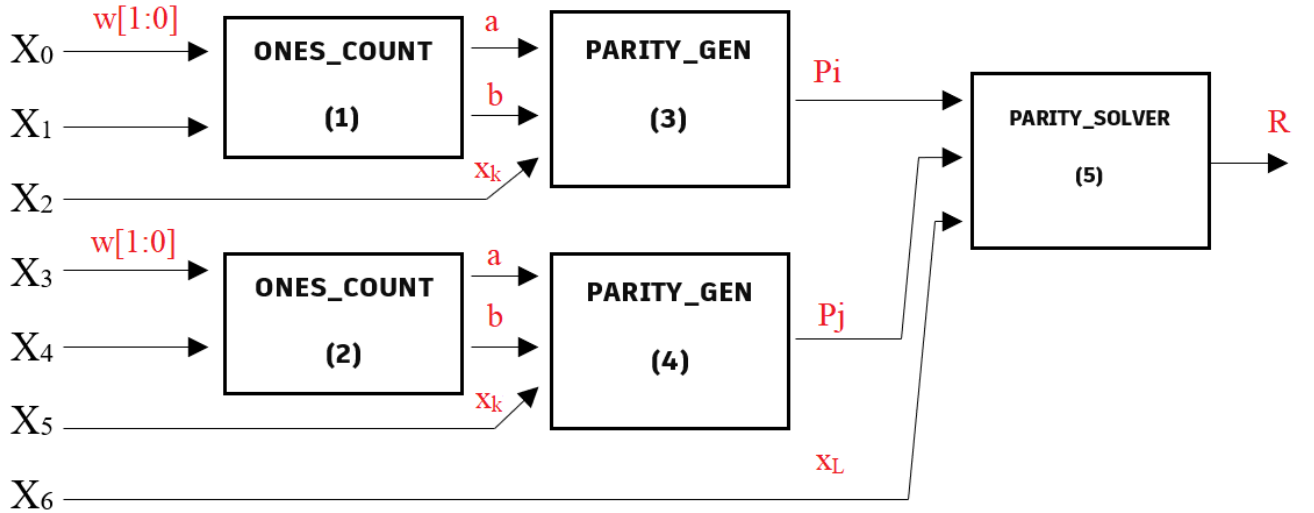 w[1:0]
X0
X1
X2
ONES_COUNT
(1)
a
b
xk
PARITY_GEN
(3)
Pi
PARITY_SOLVER
(5)
R
w[1:0]
X3
X4
X5
X6
ONES_COUNT
(2)
a
b
xk
PARITY_GEN
(4)
Pj
xL